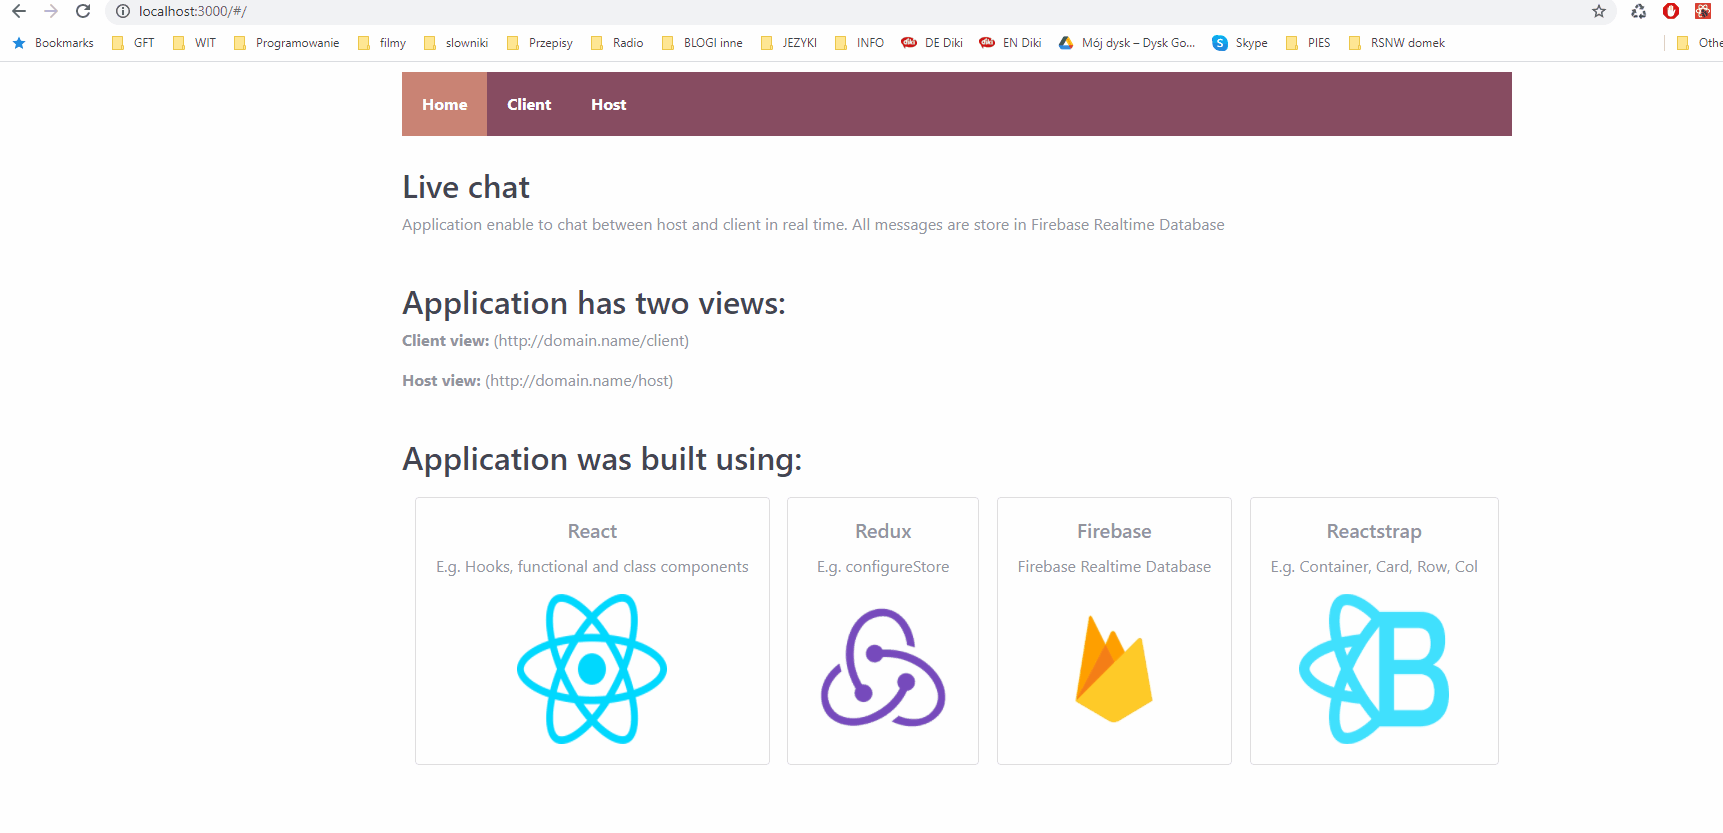 localhost:3000/#/
Bookmarks GFT WIT Programowanie filmy slowniki Przepisy Radio BLOGI inne JEZYKI INFO DE Diki EN Diki Mój dysk – Dysk Go... Skype PIES RSNW domek Othe
Home Client Host
Live chat
Application enable to chat between host and client in real time. All messages are store in Firebase Realtime Database
Application has two views:
Client view: (http://domain.name/client)
Host view: (http://domain.name/host)
Application was built using:
React
E.g. Hooks, functional and class components
Redux
E.g. configureStore
Firebase
Firebase Realtime Database
Reactstrap
E.g. Container, Card, Row, Col
B